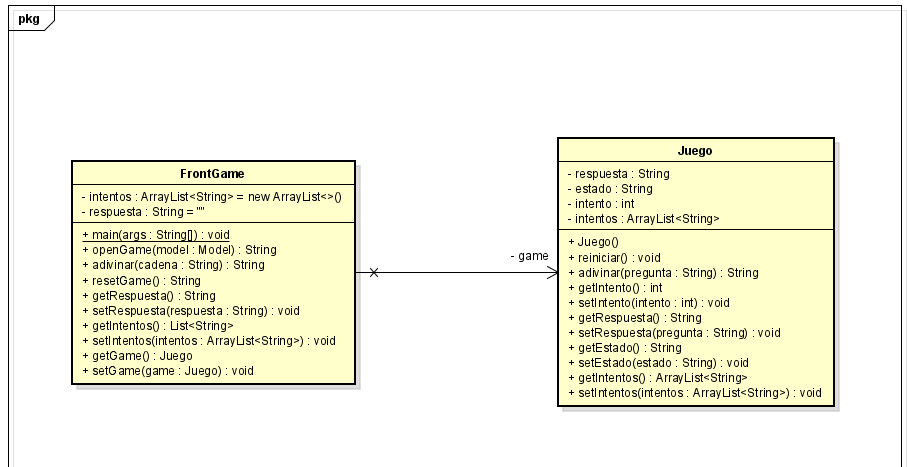 pkg
FrontGame
- intentos : ArrayList<String> = new ArrayList<>()
- respuesta : String = ""
+ main(args : String[]) : void
+ openGame(model : Model) : String
+ adivinar(cadena : String) : String
+ resetGame() : String
+ getRespuesta() : String
+ setRespuesta(respuesta : String) : void
+ getIntentos() : List<String>
+ setIntentos(intentos : ArrayList<String>) : void
+ getGame() : Juego
+ setGame(game : Juego) : void
- game
Juego
- respuesta : String
- estado : String
- intento : int
- intentos : ArrayList<String>
+ Juego()
+ reiniciar() : void
+ adivinar(pregunta : String) : String
+ getIntento() : int
+ setIntento(intento : int) : void
+ getRespuesta() : String
+ setRespuesta(pregunta : String) : void
+ getEstado() : String
+ setEstado(estado : String) : void
+ getIntentos() : ArrayList<String>
+ setIntentos(intentos : ArrayList<String>) : void